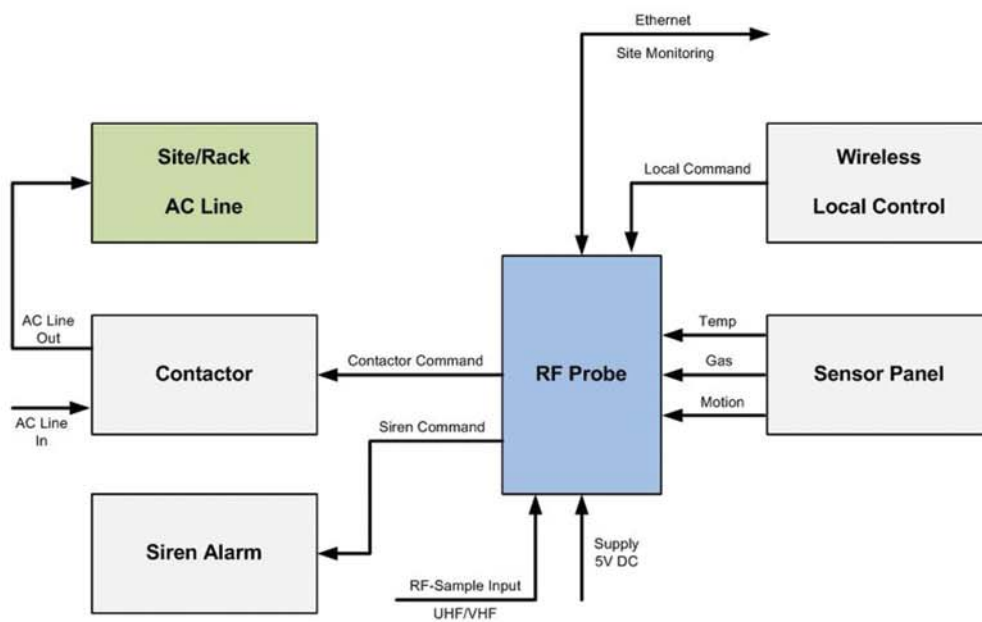 Ethernet
Site Monitoring
Site/Rack
AC Line
Local Command
Wireless
Local Control
AC Line
Out
Contactor
Contactor Command
RF Probe
Temp
Gas
Motion
Sensor Panel
AC Line
In
Siren Command
Siren Alarm
RF-Sample Input
UHF/VHF
Supply
5V DC